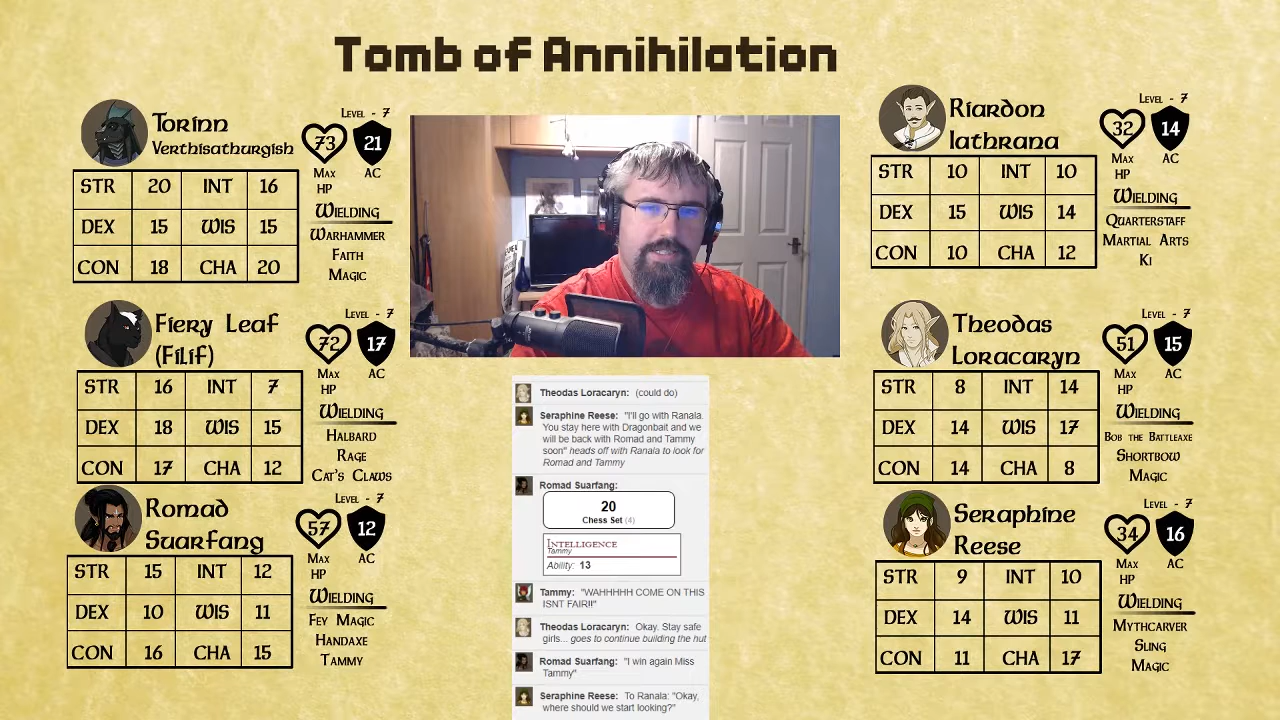 Tomb of Annihilation
Torinn
Verthisathurgish
Level - 7
73
21
Max HP
AC
STR 20 INT 16
DEX 15 WIS 15
CON 18 CHA 20
Wielding
Warhammer
Faith
Magic
Fiery Leaf
(Filif)
Level - 7
72
17
Max HP
AC
STR 16 INT 7
DEX 18 WIS 15
CON 17 CHA 12
Wielding
Halbard
Rage
Cat's Claws
Romad
Suarfang
Level - 7
57
12
Max HP
AC
STR 15 INT 12
DEX 10 WIS 11
CON 16 CHA 15
Wielding
Fey Magic
Handaxe
Tammy
Theodas Loracaryn: (could do)
Seraphine Reese: "I'll go with Ranala.
You stay here with Dragonbait and we
will be back with Romad and Tammy
soon" heads off with Ranala to look for
Romad and Tammy
Romad Suarfang:
20
Chess Set (4)
Intelligence
Tammy
Ability: 13
Tammy: "WAHHHHH COME ON THIS
ISNT FAIR!!"
Theodas Loracaryn: Okay. Stay safe
girls... goes to continue building the hut
Romad Suarfang: "I win again Miss
Tammy"
Seraphine Reese: To Ranala: "Okay,
where should we start looking?"
Riardon
Iathrana
Level - 7
32
14
Max HP
AC
STR 10 INT 10
DEX 15 WIS 14
CON 10 CHA 12
Wielding
Quarterstaff
Martial Arts
Ki
Theodas
Loracaryn
Level - 7
51
15
Max HP
AC
STR 8 INT 14
DEX 14 WIS 17
CON 14 CHA 8
Wielding
Bob the Battleaxe
Shortbow
Magic
Seraphine
Reese
Level - 7
34
16
Max HP
AC
STR 9 INT 10
DEX 14 WIS 11
CON 11 CHA 17
Wielding
Mythcarver
Sling
Magic